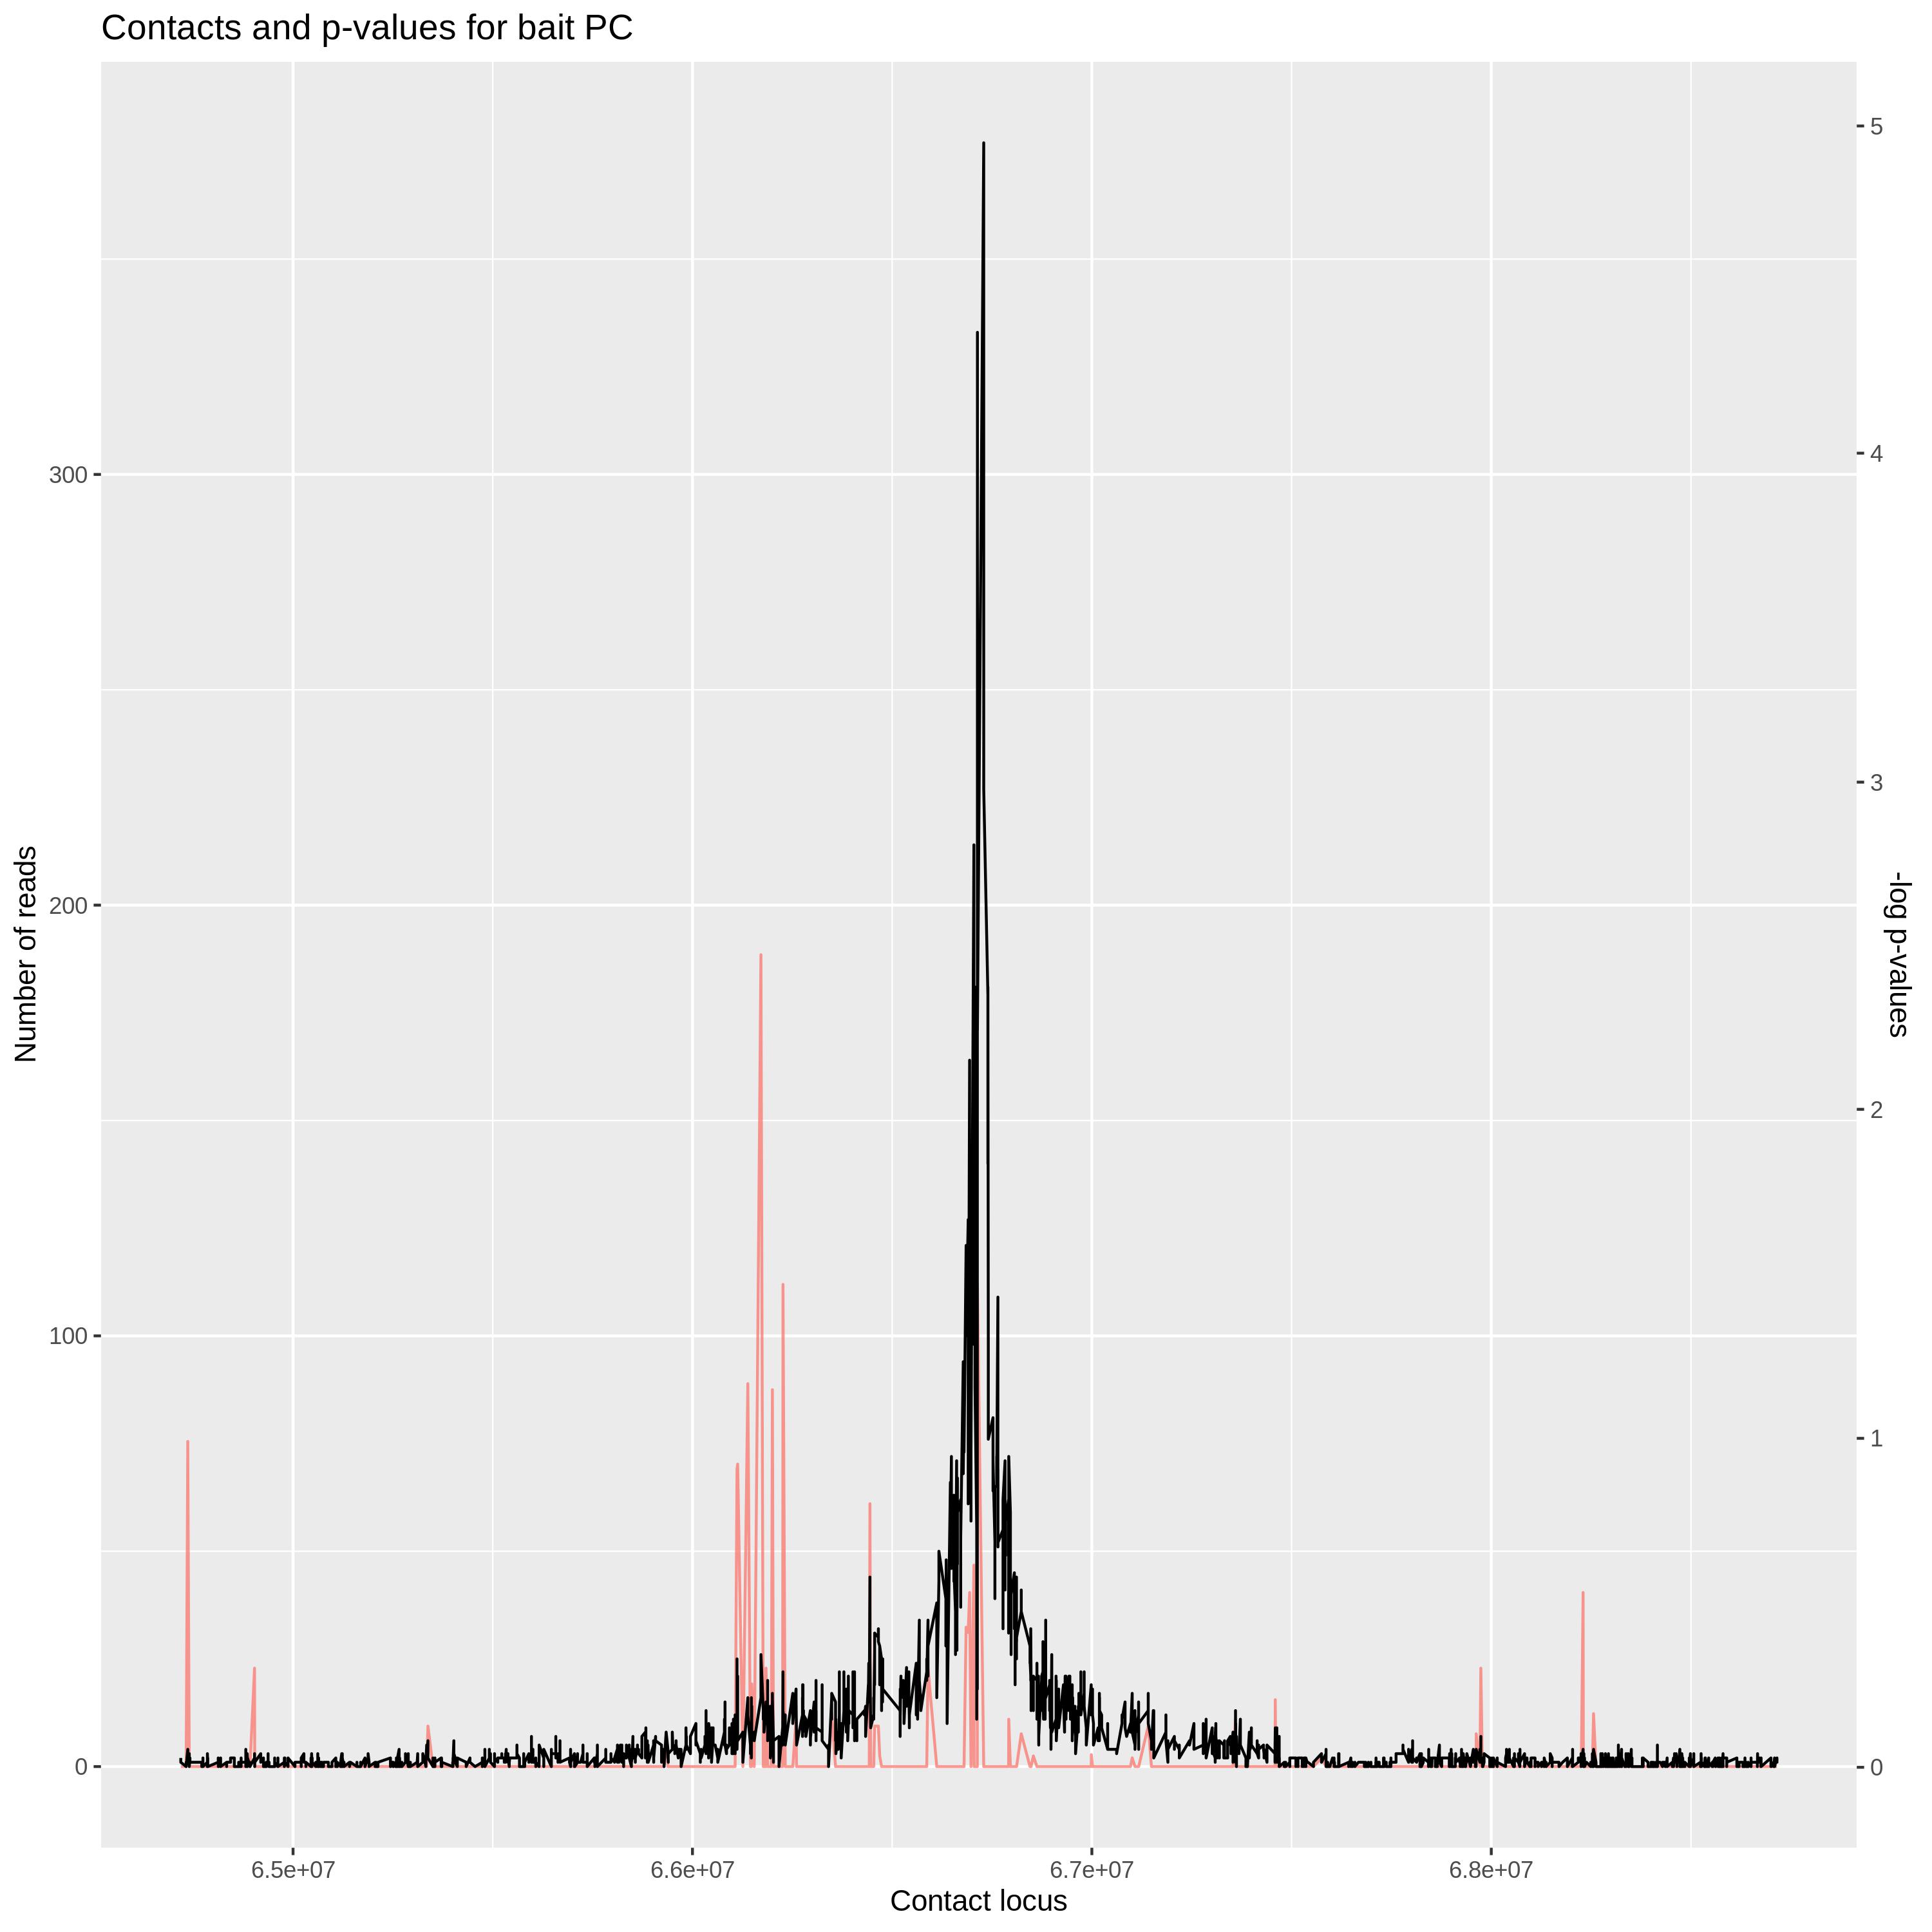 Contacts and p-values for bait PC
Number of reads
300
200
100
0
5
4
3
2
1
0
-log p-values
6.5e+07 6.6e+07 6.7e+07 6.8e+07
Contact locus